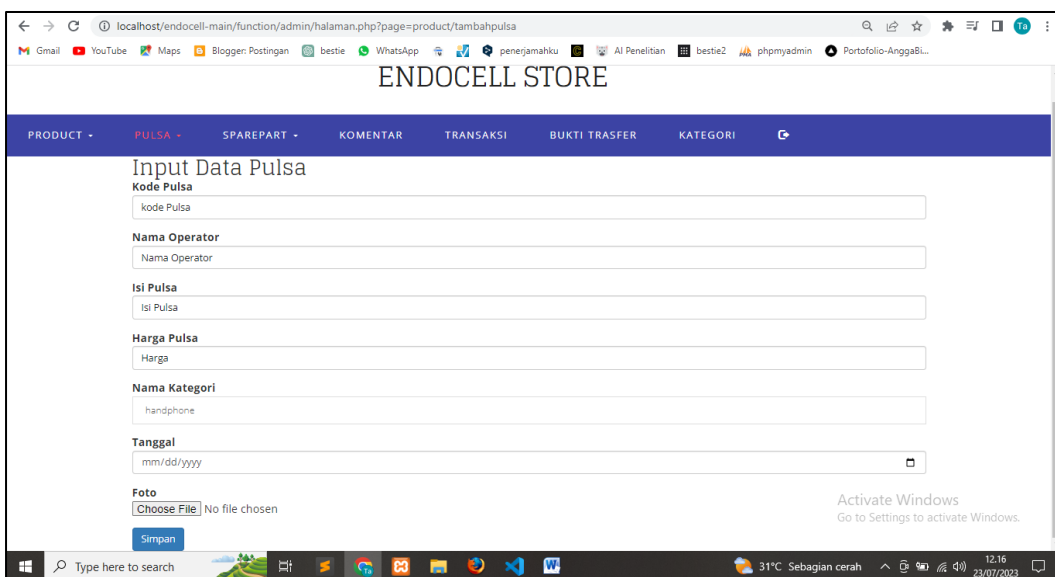 localhost/endocell-main/function/admin/halaman.php?page=product/tambahpulsa
Ta
Gmail YouTube Maps Blogger: Postingan bestie WhatsApp penerjamahku AI Penelitian bestie2 phpmyadmin Portofolio-AnggaBi...
ENDOCELL STORE
PRODUCT PULSA SPAREPART KOMENTAR TRANSAKSI BUKTI TRASFER KATEGORI
Input Data Pulsa
Kode Pulsa
kode Pulsa
Nama Operator
Nama Operator
Isi Pulsa
Isi Pulsa
Harga Pulsa
Harga
Nama Kategori
handphone
Tanggal
mm/dd/yyyy
Foto
Choose File No file chosen
Simpan
Activate Windows
Go to Settings to activate Windows.
Type here to search
31°C Sebagian cerah
12.16
23/07/2023